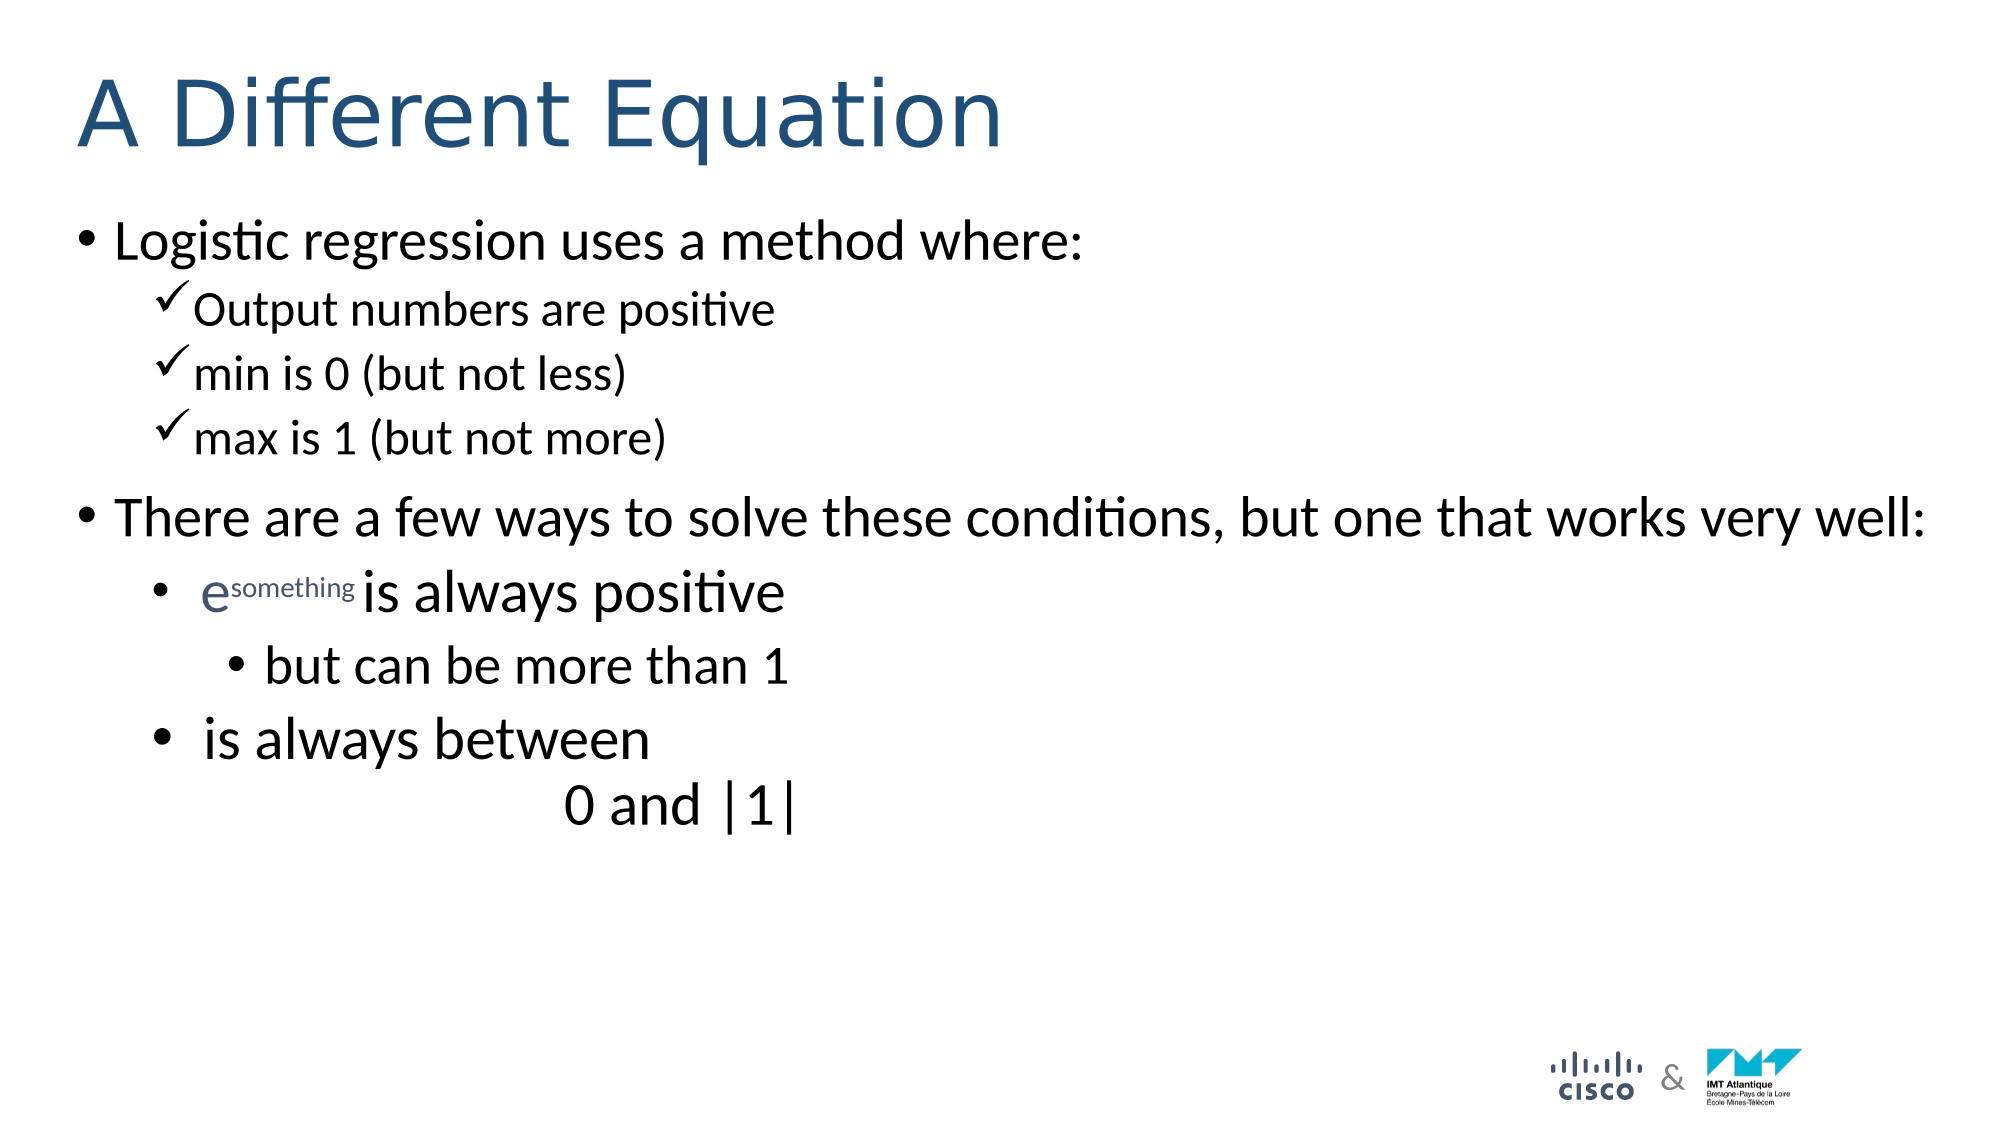 A Different Equation
• Logistic regression uses a method where:
✓Output numbers are positive
✓min is 0 (but not less)
✓max is 1 (but not more)
• There are a few ways to solve these conditions, but one that works very well:
• eˢᵒᵐᵉᵗʰⁱⁿᵍ is always positive
• but can be more than 1
• is always between
0 and |1|
CISCO & IMT Atlantique
Bretagne-Pays de la Loire
École Mines-Télécom